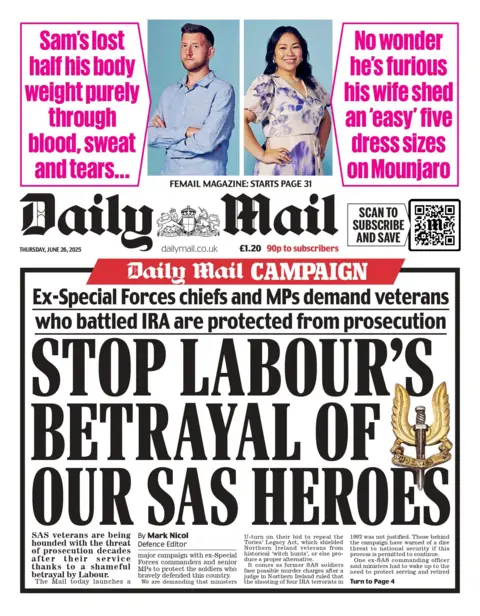 Sam's lost
half his body
weight purely
through
blood, sweat
and tears...
No wonder
he's furious
his wife shed
an 'easy' five
dress sizes
on Mounjaro
FEMAIL MAGAZINE: STARTS PAGE 31
Daily Mail
THURSDAY, JUNE 26, 2025
dailymail.co.uk
£1.20 90p to subscribers
SCAN TO
SUBSCRIBE
AND SAVE
Daily Mail CAMPAIGN
Ex-Special Forces chiefs and MPs demand veterans
who battled IRA are protected from prosecution
STOP LABOUR'S
BETRAYAL OF
OUR SAS HEROES
SAS veterans are being
hounded with the threat
of prosecution decades
after their service
thanks to a shameful
betrayal by Labour.
The Mail today launches a
By Mark Nicol
Defence Editor
major campaign with ex-Special
Forces commanders and senior
MPs to protect the soldiers who
bravely defended this country.
We are demanding that ministers
U-turn on their bid to repeal the
Tories' Legacy Act, which shielded
Northern Ireland veterans from
historical 'witch hunts', or else pro-
duce a proper alternative.
It comes as former SAS soldiers
face possible murder charges after a
judge in Northern Ireland ruled that
the shooting of four IRA terrorists in
1992 was not justified. Those behind
the campaign have warned of a dire
threat to national security if this
process is permitted to continue.
One ex-SAS commanding officer
said ministers had to wake up to the
need to protect serving and retired
Turn to Page 4